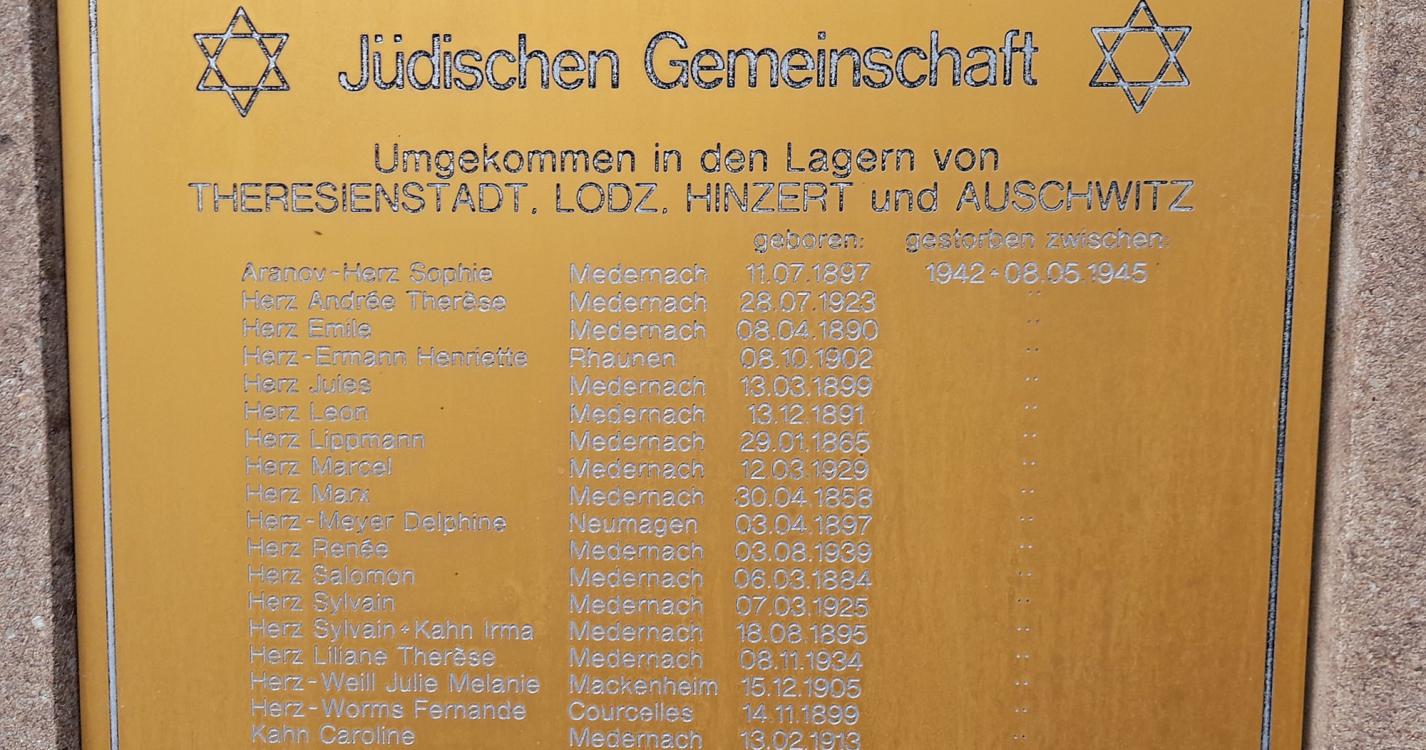 Jüdischen Gemeinschaft
Umgekommen in den Lagern von
THERESIENSTADT, LODZ, HINZERT und AUSCHWITZ
geboren: gestorben zwischen:
Aranov-Herz Sophie Medernach 11.07.1897 1942+08.05.1945
Herz Andrée Therèse Medernach 28.07.1923 "
Herz Emile Medernach 08.04.1890 "
Herz-Ermann Henriette Rhaunen 08.10.1902 "
Herz Jules Medernach 13.03.1899 "
Herz Leon Medernach 13.12.1891 "
Herz Lippmann Medernach 29.01.1865 "
Herz Marcel Medernach 12.03.1929 "
Herz Marx Medernach 30.04.1858 "
Herz-Meyer Delphine Neumagen 03.04.1897 "
Herz Renée Medernach 03.08.1939 "
Herz Salomon Medernach 06.03.1884 "
Herz Sylvain Medernach 07.03.1925 "
Herz Sylvain+Kahn Irma Medernach 18.08.1895 "
Herz Liliane Therèse Medernach 08.11.1934 "
Herz-Weill Julie Melanie Mackenheim 15.12.1905 "
Herz-Worms Fernande Courcelles 14.11.1899 "
Kahn Caroline Medernach 13.02.1913 "